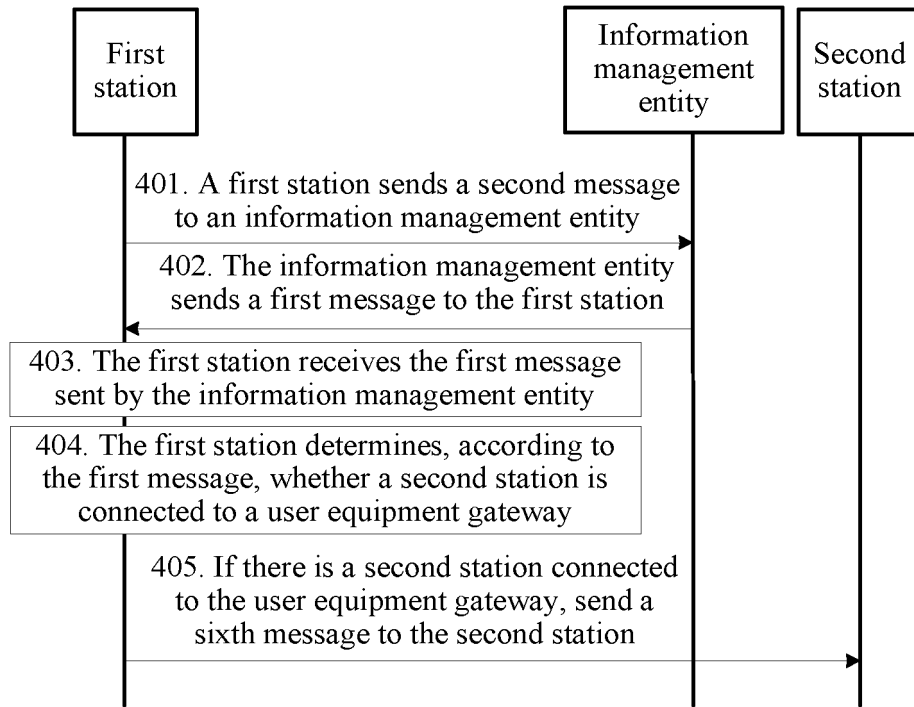 First
station
Information
management
entity
Second
station
401. A first station sends a second message
to an information management entity
402. The information management entity
sends a first message to the first station
403. The first station receives the first message
sent by the information management entity
404. The first station determines, according to
the first message, whether a second station is
connected to a user equipment gateway
405. If there is a second station connected
to the user equipment gateway, send a
sixth message to the second station